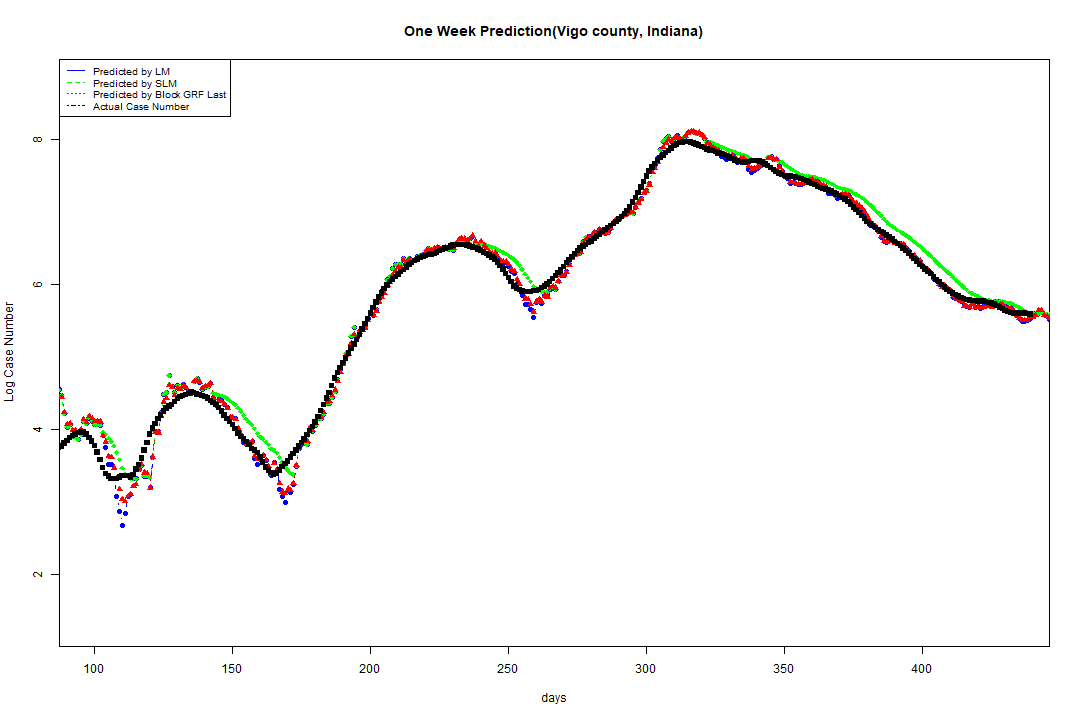 One Week Prediction(Vigo county, Indiana)
Predicted by LM
Predicted by SLM
Predicted by Block GRF Last
Actual Case Number
8
6
4
2
Log Case Number
100 150 200 250 300 350 400
days